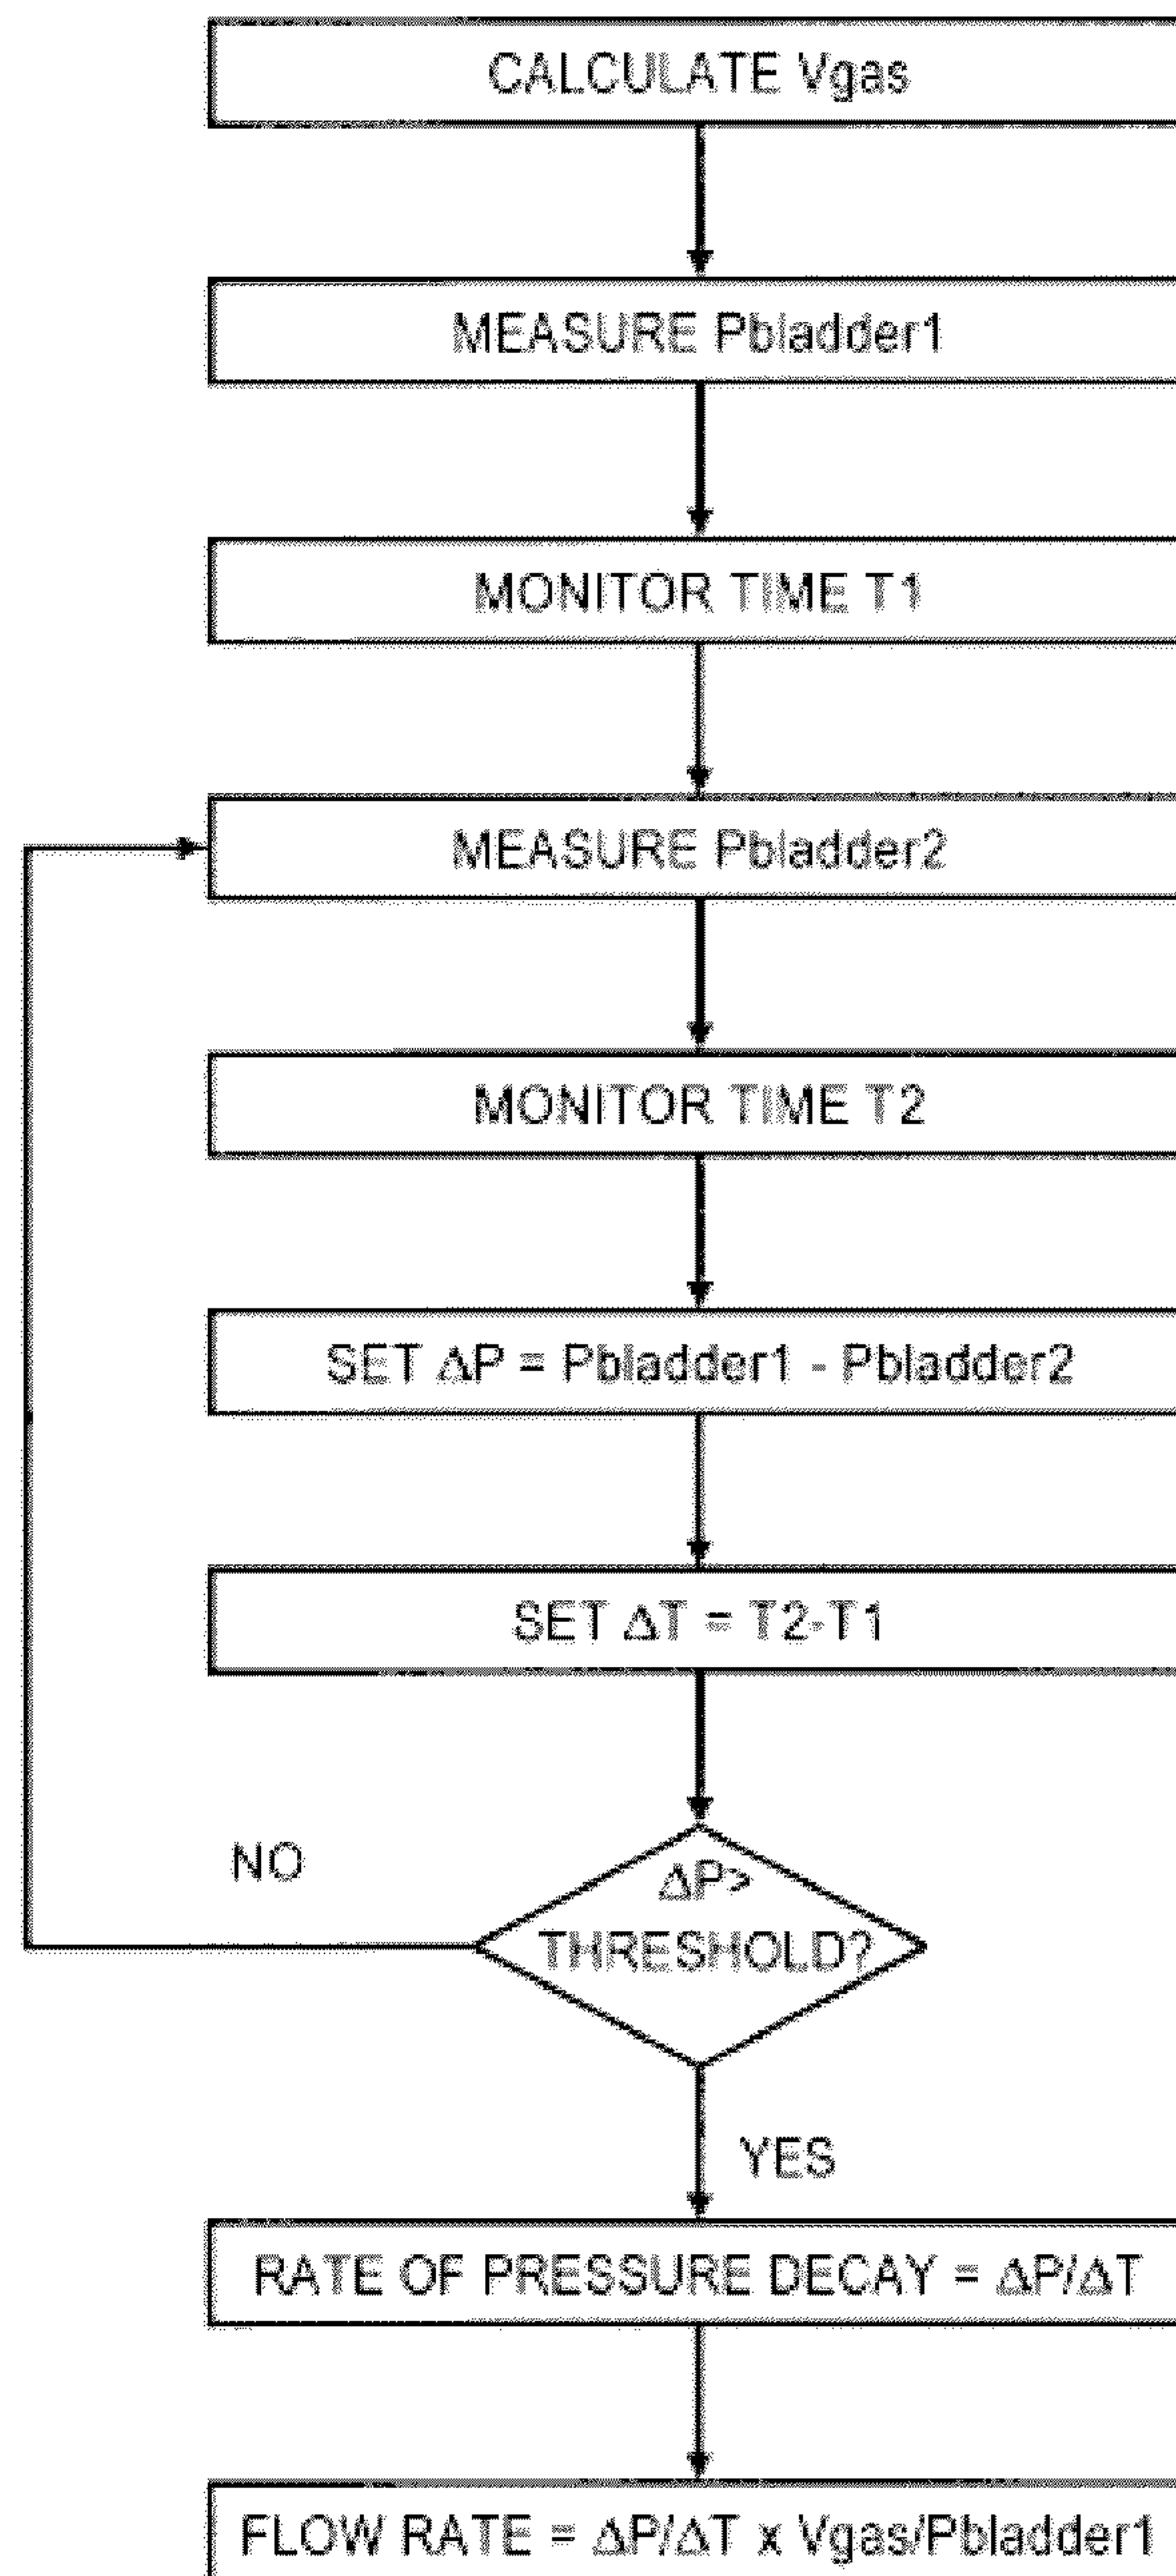 CALCULATE Vgas
MEASURE Pbladder1
MONITOR TIME T1
MEASURE Pbladder2
MONITOR TIME T2
SET ΔP = Pbladder1 - Pbladder2
SET ΔT = T2-T1
NO
ΔP>
THRESHOLD?
YES
RATE OF PRESSURE DECAY = ΔP/ΔT
FLOW RATE = ΔP/ΔT x Vgas/Pbladder1